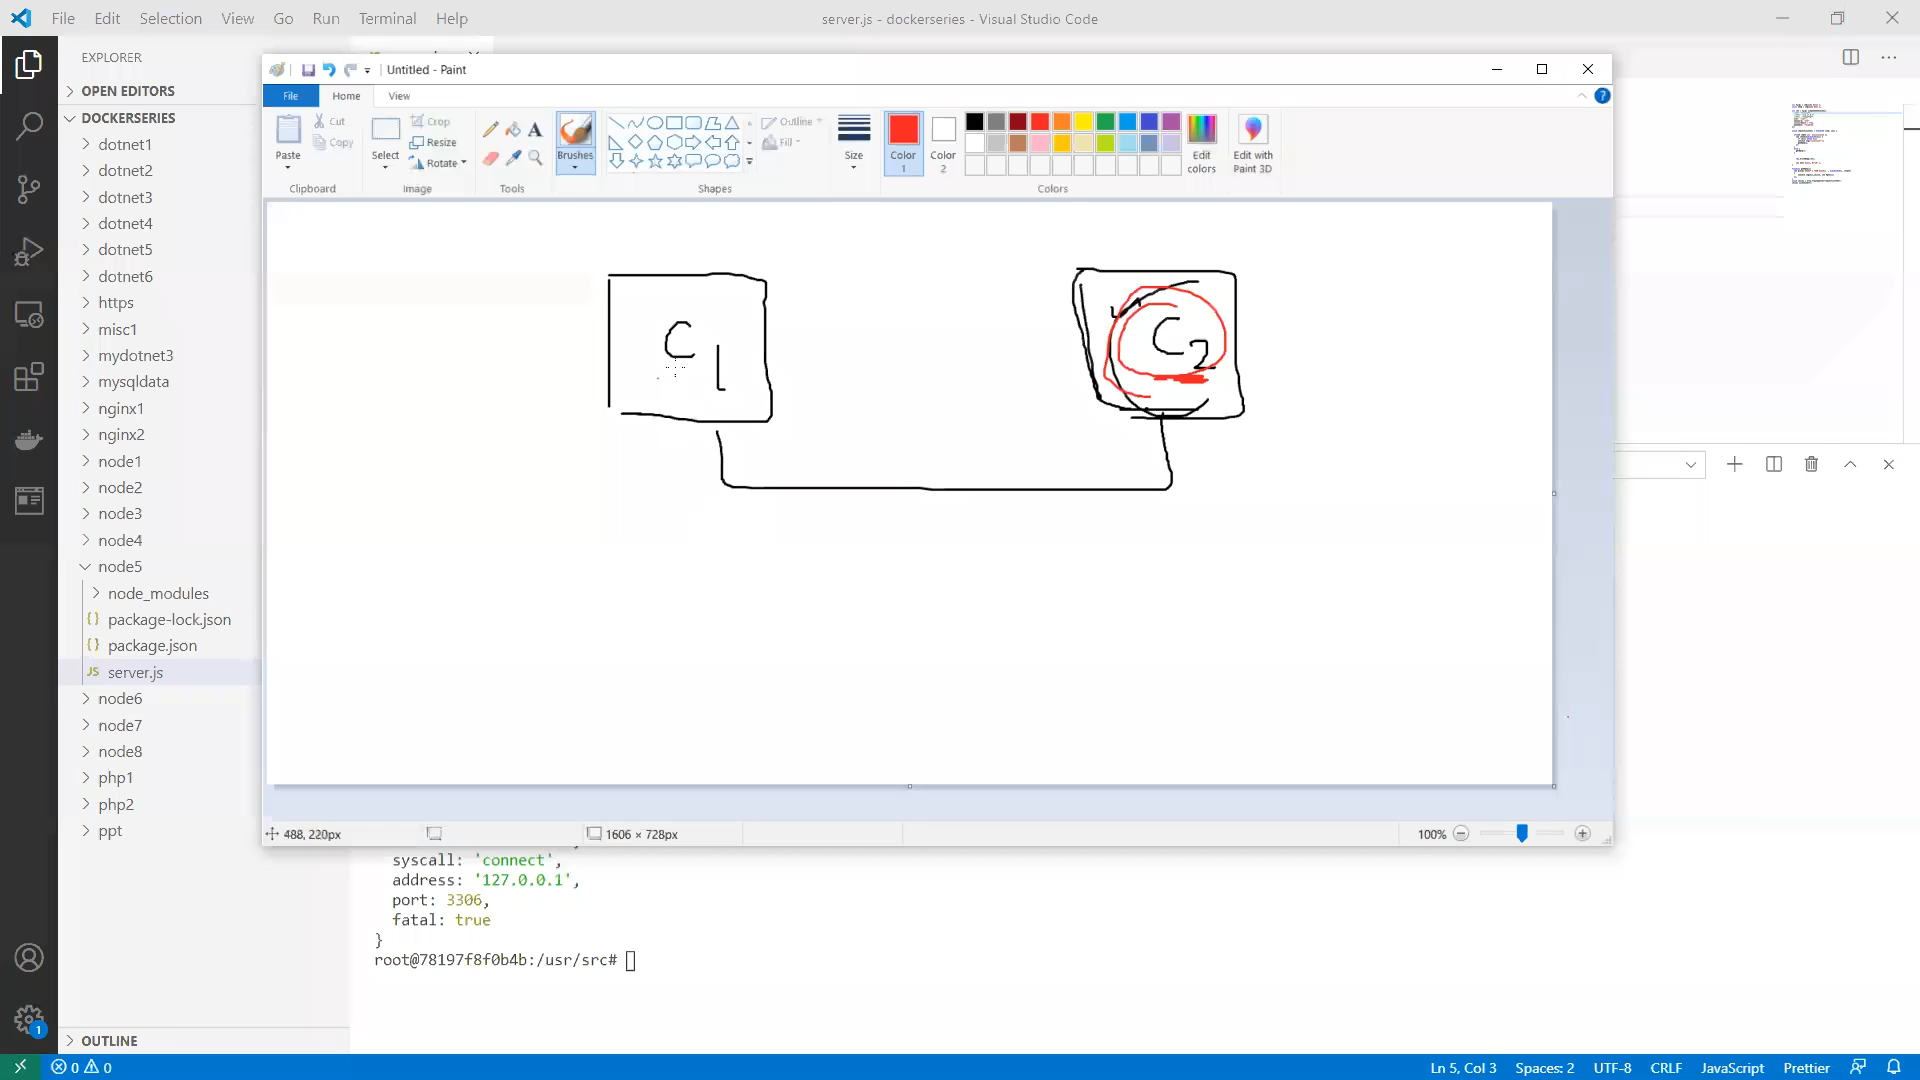 File Edit Selection View Go Run Terminal Help
server.js - dockerseries - Visual Studio Code
EXPLORER
OPEN EDITORS
DOCKERSERIES
dotnet1
dotnet2
dotnet3
dotnet4
dotnet5
dotnet6
https
misc1
mydotnet3
mysqldata
nginx1
nginx2
node1
node2
node3
node4
node5
node_modules
package-lock.json
package.json
JS server.js
node6
node7
node8
php1
php2
ppt
OUTLINE
Untitled - Paint
File Home View
Paste
Cut
Copy
Clipboard
Select
Crop
Resize
Rotate
Image
Tools
Brushes
Shapes
Outline
Fill
Size
Color 1
Color 2
Edit colors
Edit with Paint 3D
Colors
C 1
C 2
488, 220px
1606 × 728px
100%
syscall: 'connect',
address: '127.0.0.1',
port: 3306,
fatal: true
}
root@78197f8f0b4b:/usr/src#
1
0 0
Ln 5, Col 3 Spaces: 2 UTF-8 CRLF JavaScript Prettier